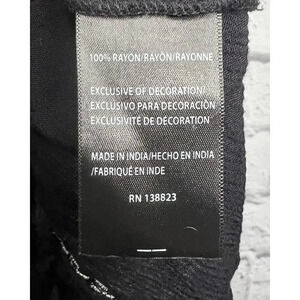 100% RAYON/RAYÓN/RAYONNE
EXCLUSIVE OF DECORATION/
EXCLUSIVO PARA DECORACIÓN
EXCLUSIVITÉ DE DECORATION
MADE IN INDIA/HECHO EN INDIA
/FABRIQUÉ EN INDE
RN 138823